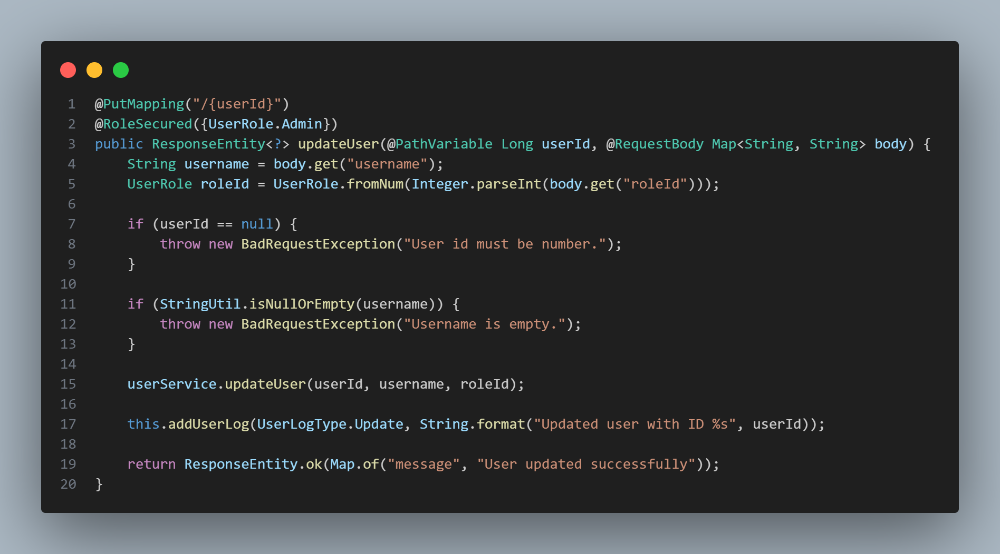 1 @PutMapping("/{userId}")
2 @RoleSecured({UserRole.Admin})
3 public ResponseEntity<?> updateUser(@PathVariable Long userId, @RequestBody Map<String, String> body) {
4     String username = body.get("username");
5     UserRole roleId = UserRole.fromNum(Integer.parseInt(body.get("roleId")));
6
7     if (userId == null) {
8         throw new BadRequestException("User id must be number.");
9     }
10
11     if (StringUtil.isNullOrEmpty(username)) {
12         throw new BadRequestException("Username is empty.");
13     }
14
15     userService.updateUser(userId, username, roleId);
16
17     this.addUserLog(UserLogType.Update, String.format("Updated user with ID %s", userId));
18
19     return ResponseEntity.ok(Map.of("message", "User updated successfully"));
20 }